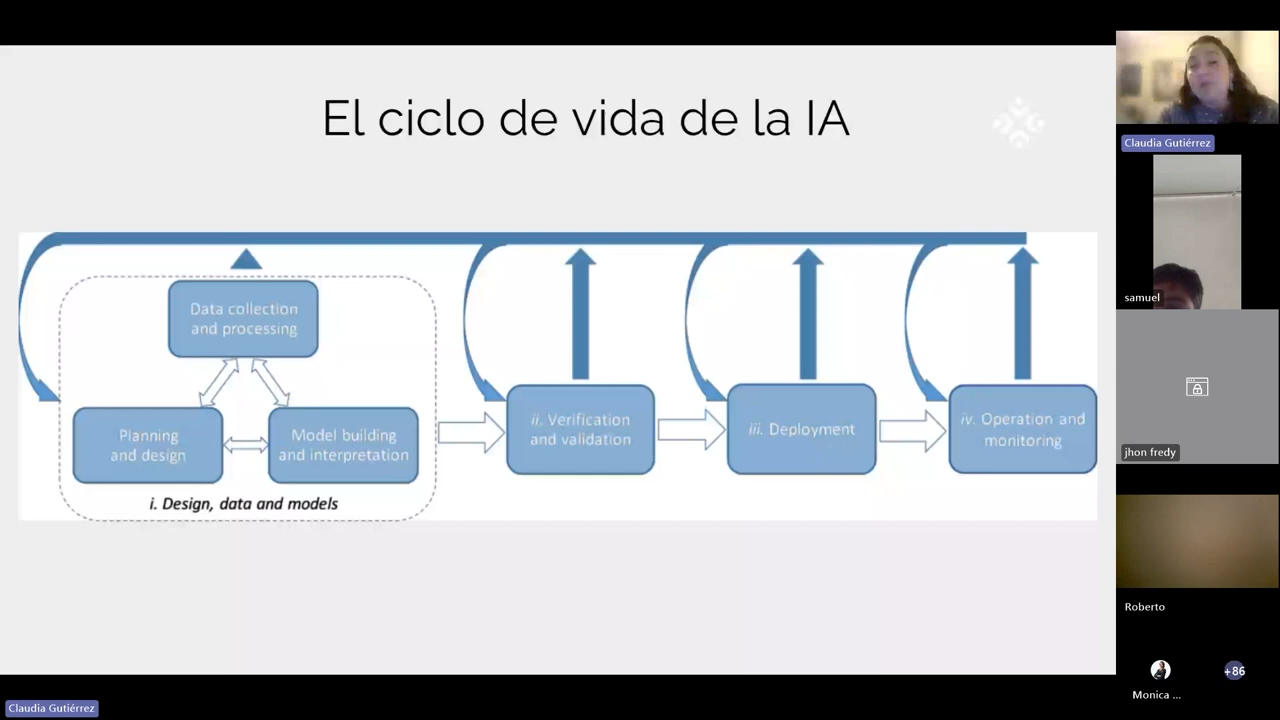 El ciclo de vida de la IA
Data collection
and processing
Planning
and design
Model building
and interpretation
i. Design, data and models
ii. Verification
and validation
iii. Deployment
iv. Operation and
monitoring
Claudia Gutiérrez
samuel
jhon fredy
Roberto
Monica ...
+86
Claudia Gutiérrez